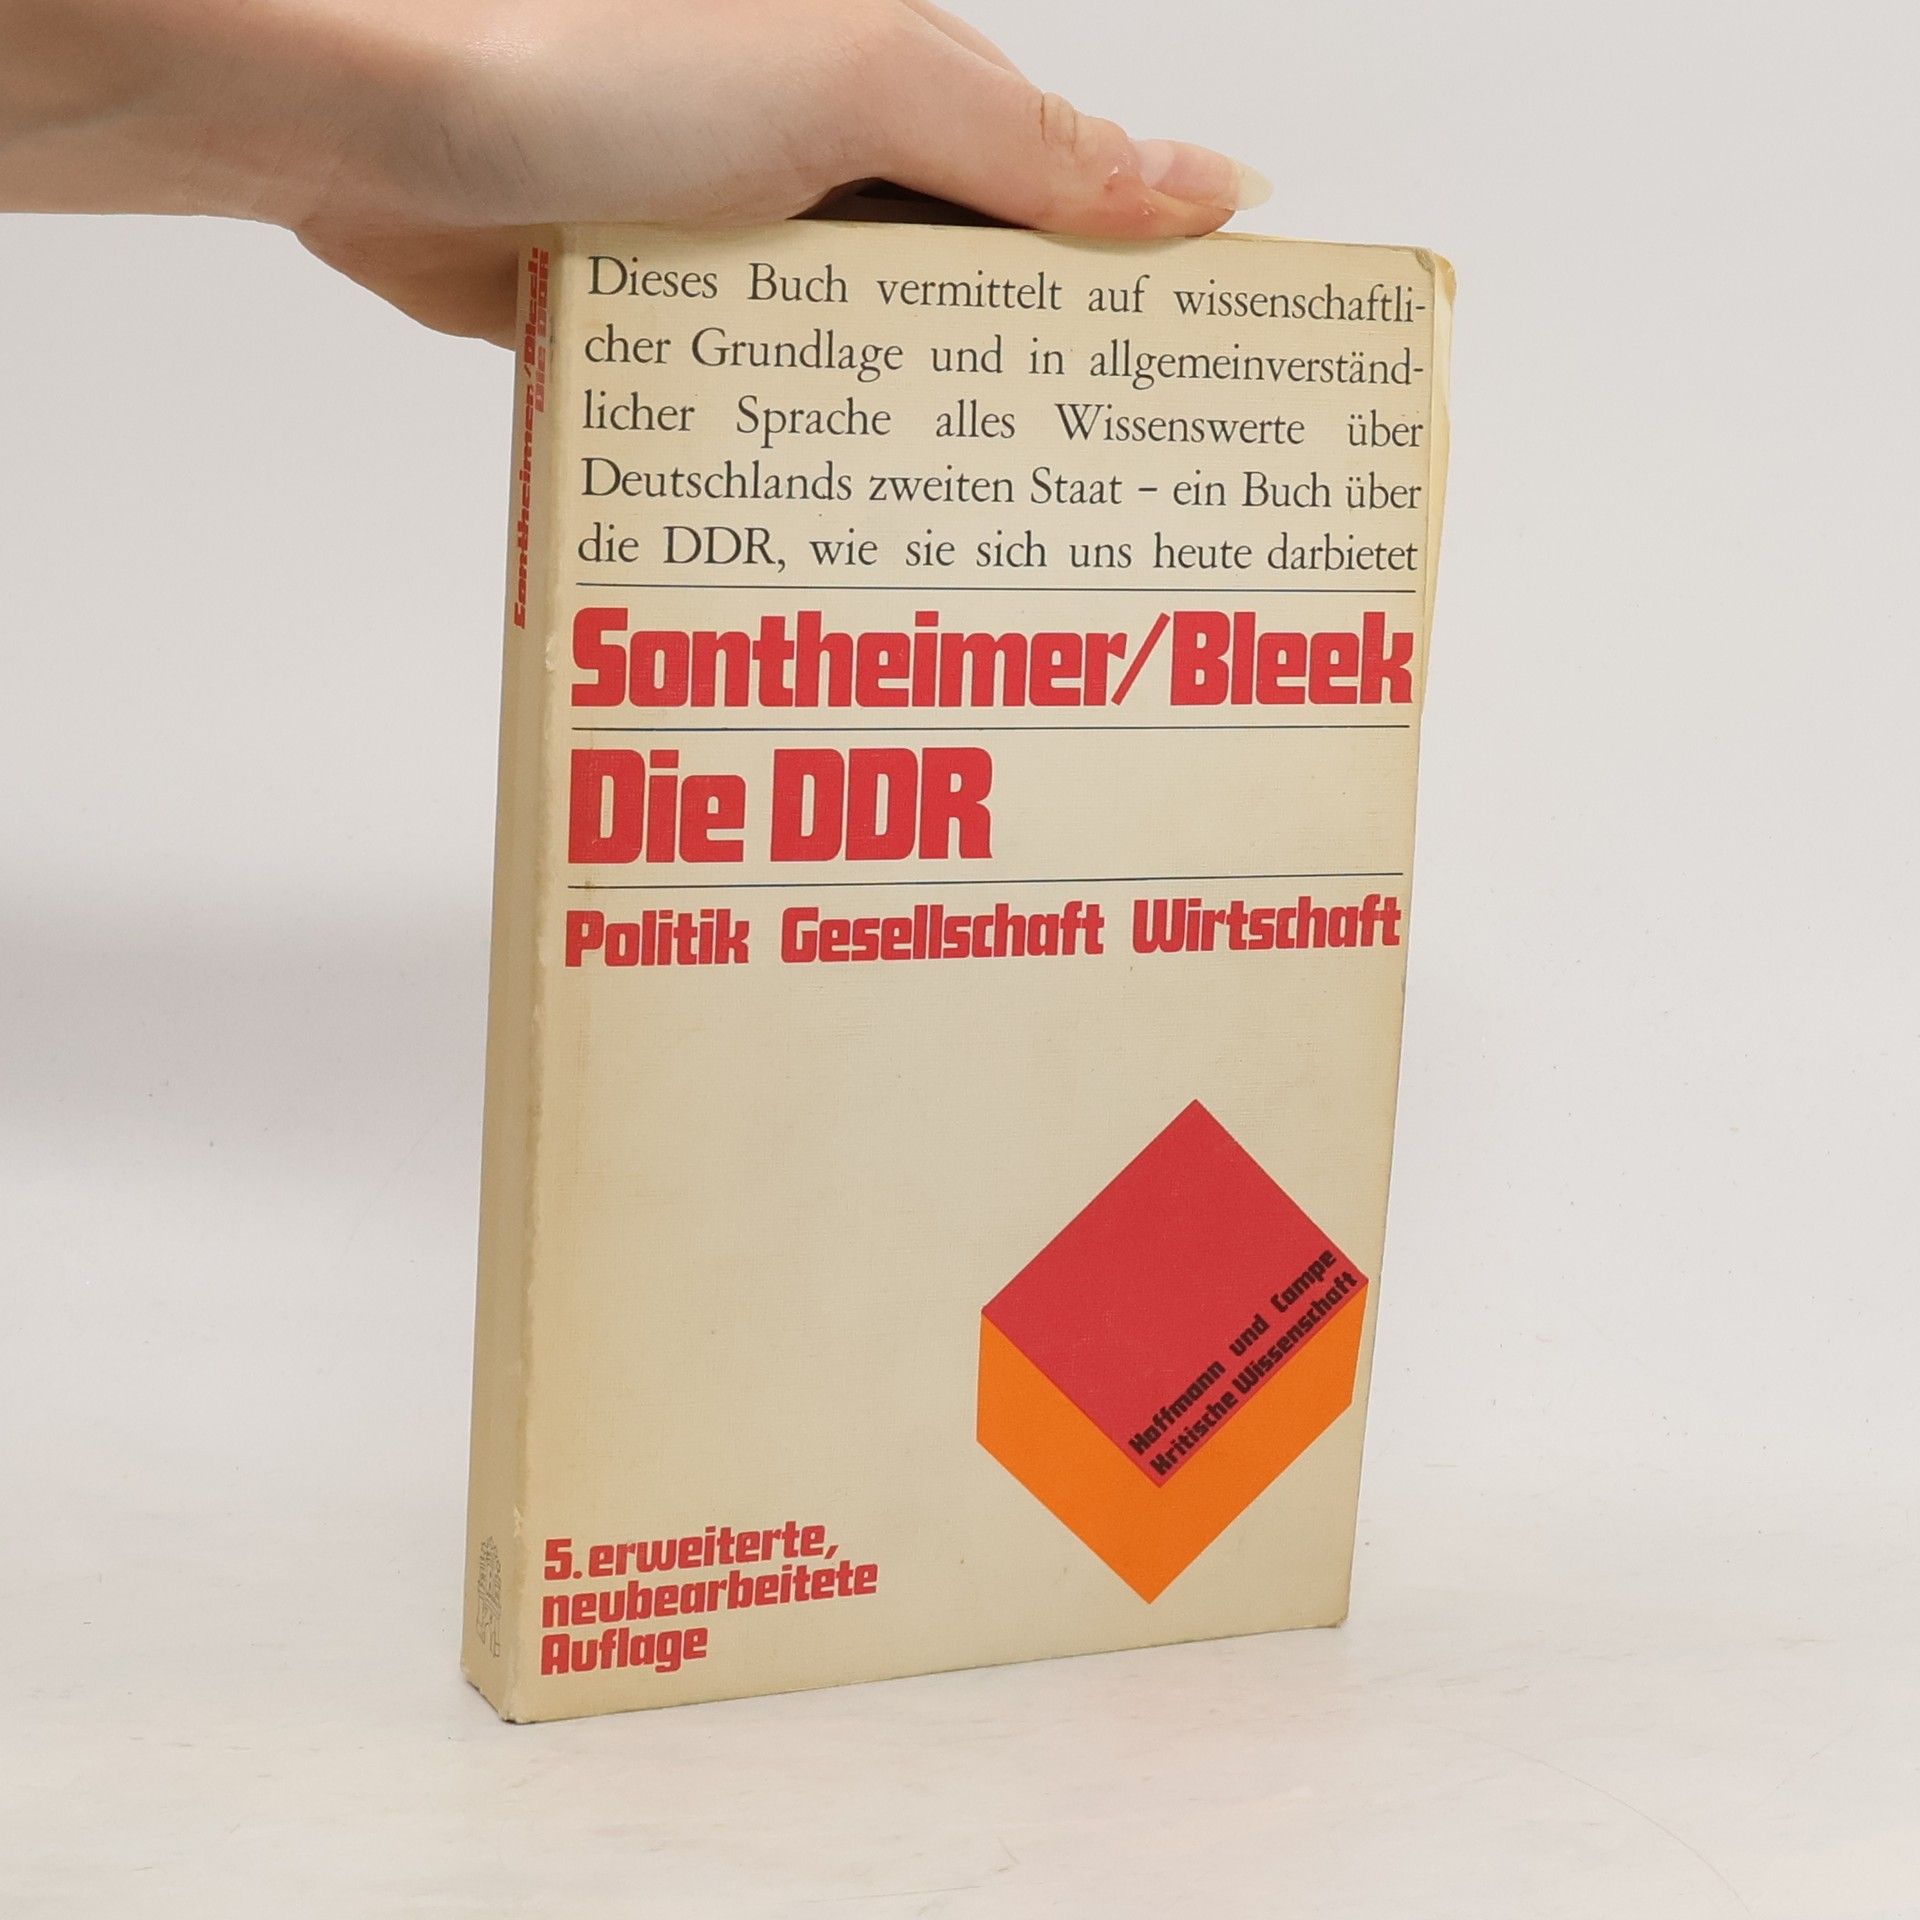 Dieses Buch vermittelt auf wissenschaftli-
cher Grundlage und in allgemeinverständ-
licher Sprache alles Wissenswerte über
Deutschlands zweiten Staat – ein Buch über
die DDR, wie sie sich uns heute darbietet
Sontheimer/Bleek
Die DDR
Politik Gesellschaft Wirtschaft
Hoffmann und Campe
Kritische Wissenschaft
5. erweiterte,
neubearbeitete
Auflage
Sontheimer/Bleek
Die DDR